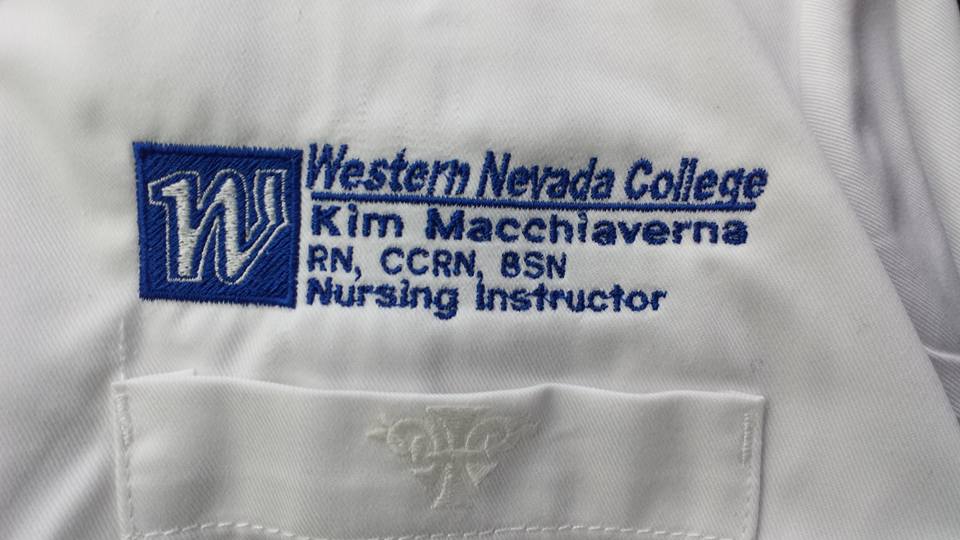 W Western Nevada College
Kim Macchiaverna
RN, CCRN, BSN
Nursing Instructor